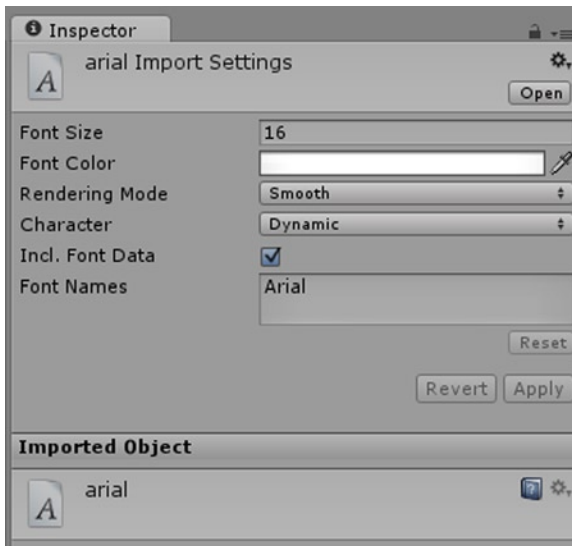 Inspector
arial Import Settings
Open
Font Size 16
Font Color
Rendering Mode Smooth
Character Dynamic
Incl. Font Data
Font Names Arial
Reset
Revert Apply
Imported Object
arial